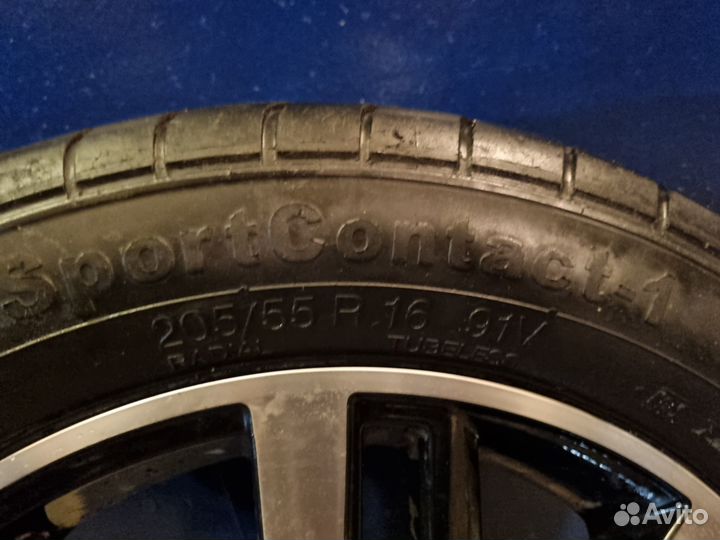 SportContact-1
205/55 R 16 91V
RADIAL TUBELESS
Avito